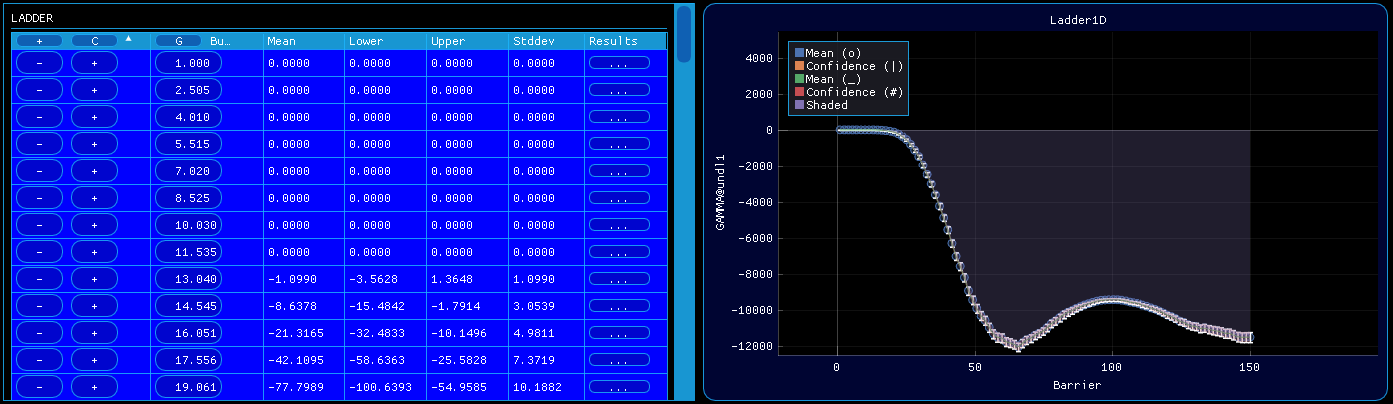 LADDER
+ C ▲ G Bu… Mean Lower Upper Stddev Results
- + 1.000 0.0000 0.0000 0.0000 0.0000 ...
- + 2.505 0.0000 0.0000 0.0000 0.0000 ...
- + 4.010 0.0000 0.0000 0.0000 0.0000 ...
- + 5.515 0.0000 0.0000 0.0000 0.0000 ...
- + 7.020 0.0000 0.0000 0.0000 0.0000 ...
- + 8.525 0.0000 0.0000 0.0000 0.0000 ...
- + 10.030 0.0000 0.0000 0.0000 0.0000 ...
- + 11.535 0.0000 0.0000 0.0000 0.0000 ...
- + 13.040 -1.0990 -3.5628 1.3648 1.0990 ...
- + 14.545 -8.6378 -15.4842 -1.7914 3.0539 ...
- + 16.051 -21.3165 -32.4833 -10.1496 4.9811 ...
- + 17.556 -42.1095 -58.6363 -25.5828 7.3719 ...
- + 19.061 -77.7989 -100.6393 -54.9585 10.1882 ...
Ladder1D
Mean (o)
Confidence (|)
Mean (_)
Confidence (#)
Shaded
4000
2000
0
-2000
-4000
-6000
-8000
-10000
-12000
GAMMA@undl1
0 50 100 150
Barrier